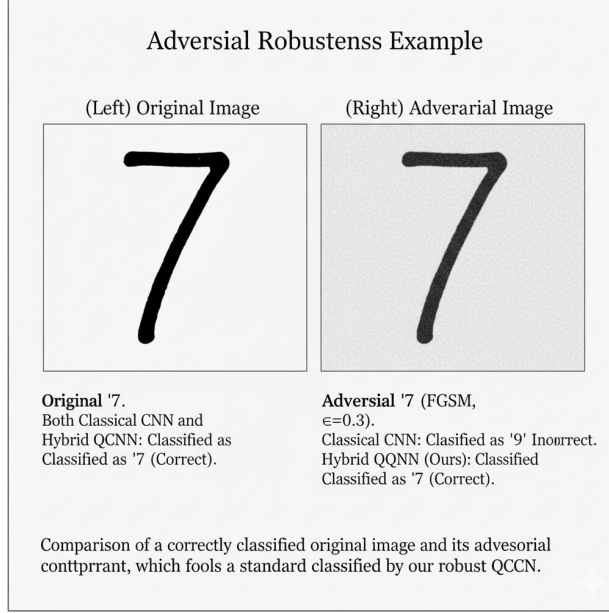 Adversial Robustenss Example
(Left) Original Image
(Right) Adverarial Image
7
7
Original '7.
Both Classical CNN and
Hybrid QCNN: Classified as
Classified as '7 (Correct).
Adversial '7 (FGSM,
∈=0.3).
Classical CNN: Clasified as '9' Inorrect.
Hybrid QQNN (Ours): Classified
Classified as '7 (Correct).
Comparison of a correctly classified original image and its advesorial
conttprrant, which fools a standard classified by our robust QCCN.